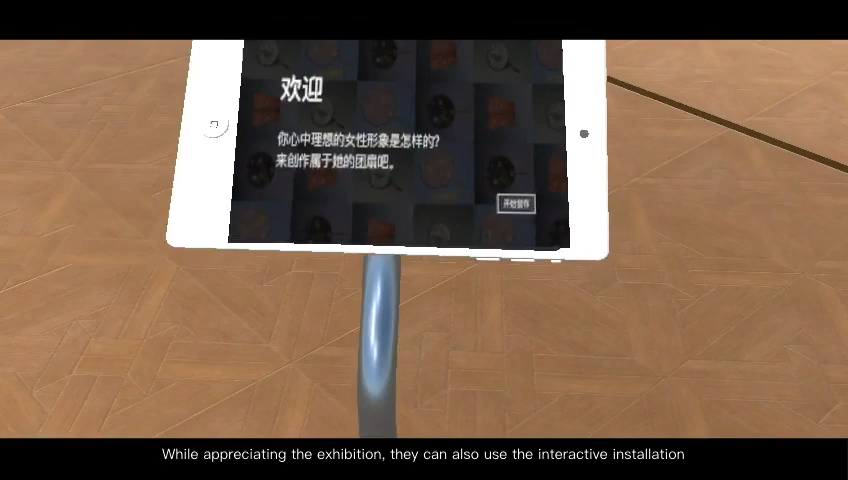 欢迎
你心中理想的女性形象是怎样的?
来创作属于她的团扇吧。
开始创作
While appreciating the exhibition, they can also use the interactive installation